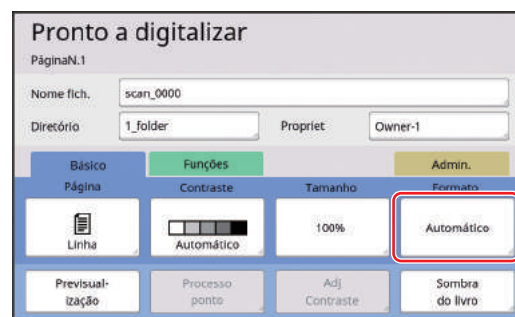 Pronto a digitalizar
PáginaN.1
Nome fich. scan_0000
Diretório 1_folder Propriet Owner-1
Básico Funções Admin.
Página Contraste Tamanho Formato
Linha Automático 100% Automático
Previsual-
ização
Processo
ponto
Adj
Contraste
Sombra
do livro